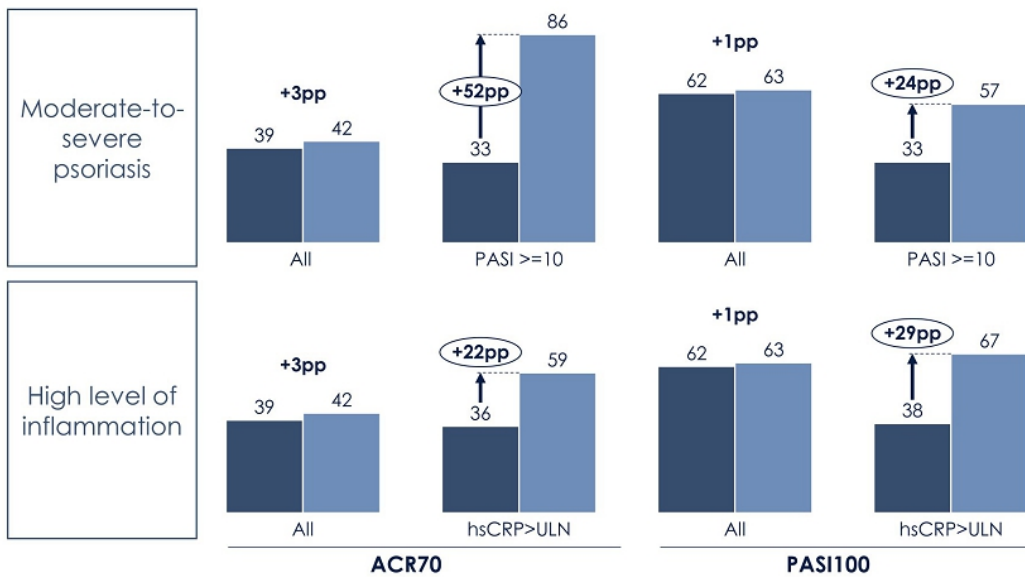 Moderate-to-
severe
psoriasis
+3pp
39
42
All
+52pp
33
86
PASI >=10
+1pp
62
63
All
+24pp
33
57
PASI >=10
High level of
inflammation
+3pp
39
42
All
+22pp
36
59
hsCRP>ULN
+1pp
62
63
All
+29pp
38
67
hsCRP>ULN
ACR70
PASI100